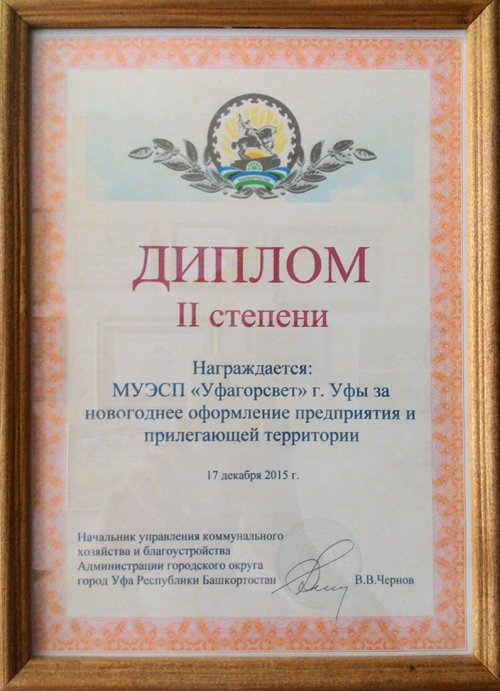 ДИПЛОМ
II степени
Награждается:
МУЭСП «Уфагорсвет» г. Уфы за
новогоднее оформление предприятия и
прилегающей территории
17 декабря 2015 г.
Начальник управления коммунального
хозяйства и благоустройства
Администрации городского округа
город Уфа Республики Башкортостан В.В.Чернов